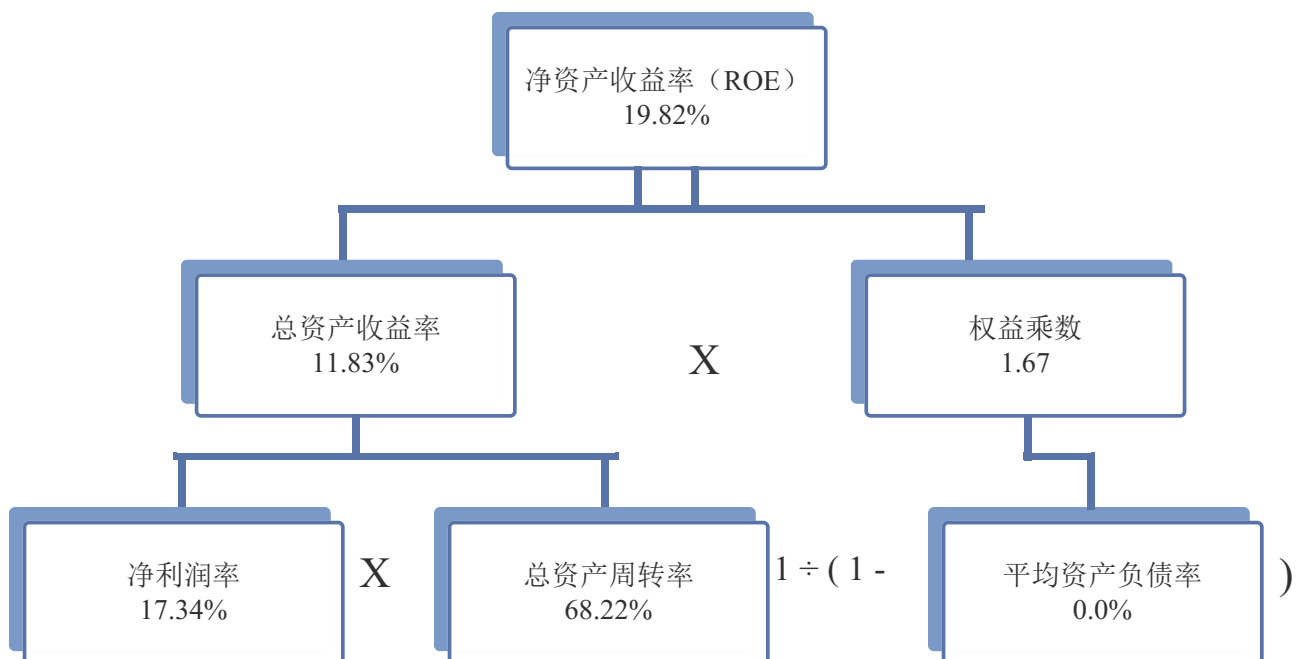 净资产收益率（ROE）
19.82%
总资产收益率
11.83%
X
权益乘数
1.67
净利润率
17.34%
X
总资产周转率
68.22%
1 ÷ ( 1 -
平均资产负债率
0.0%
)